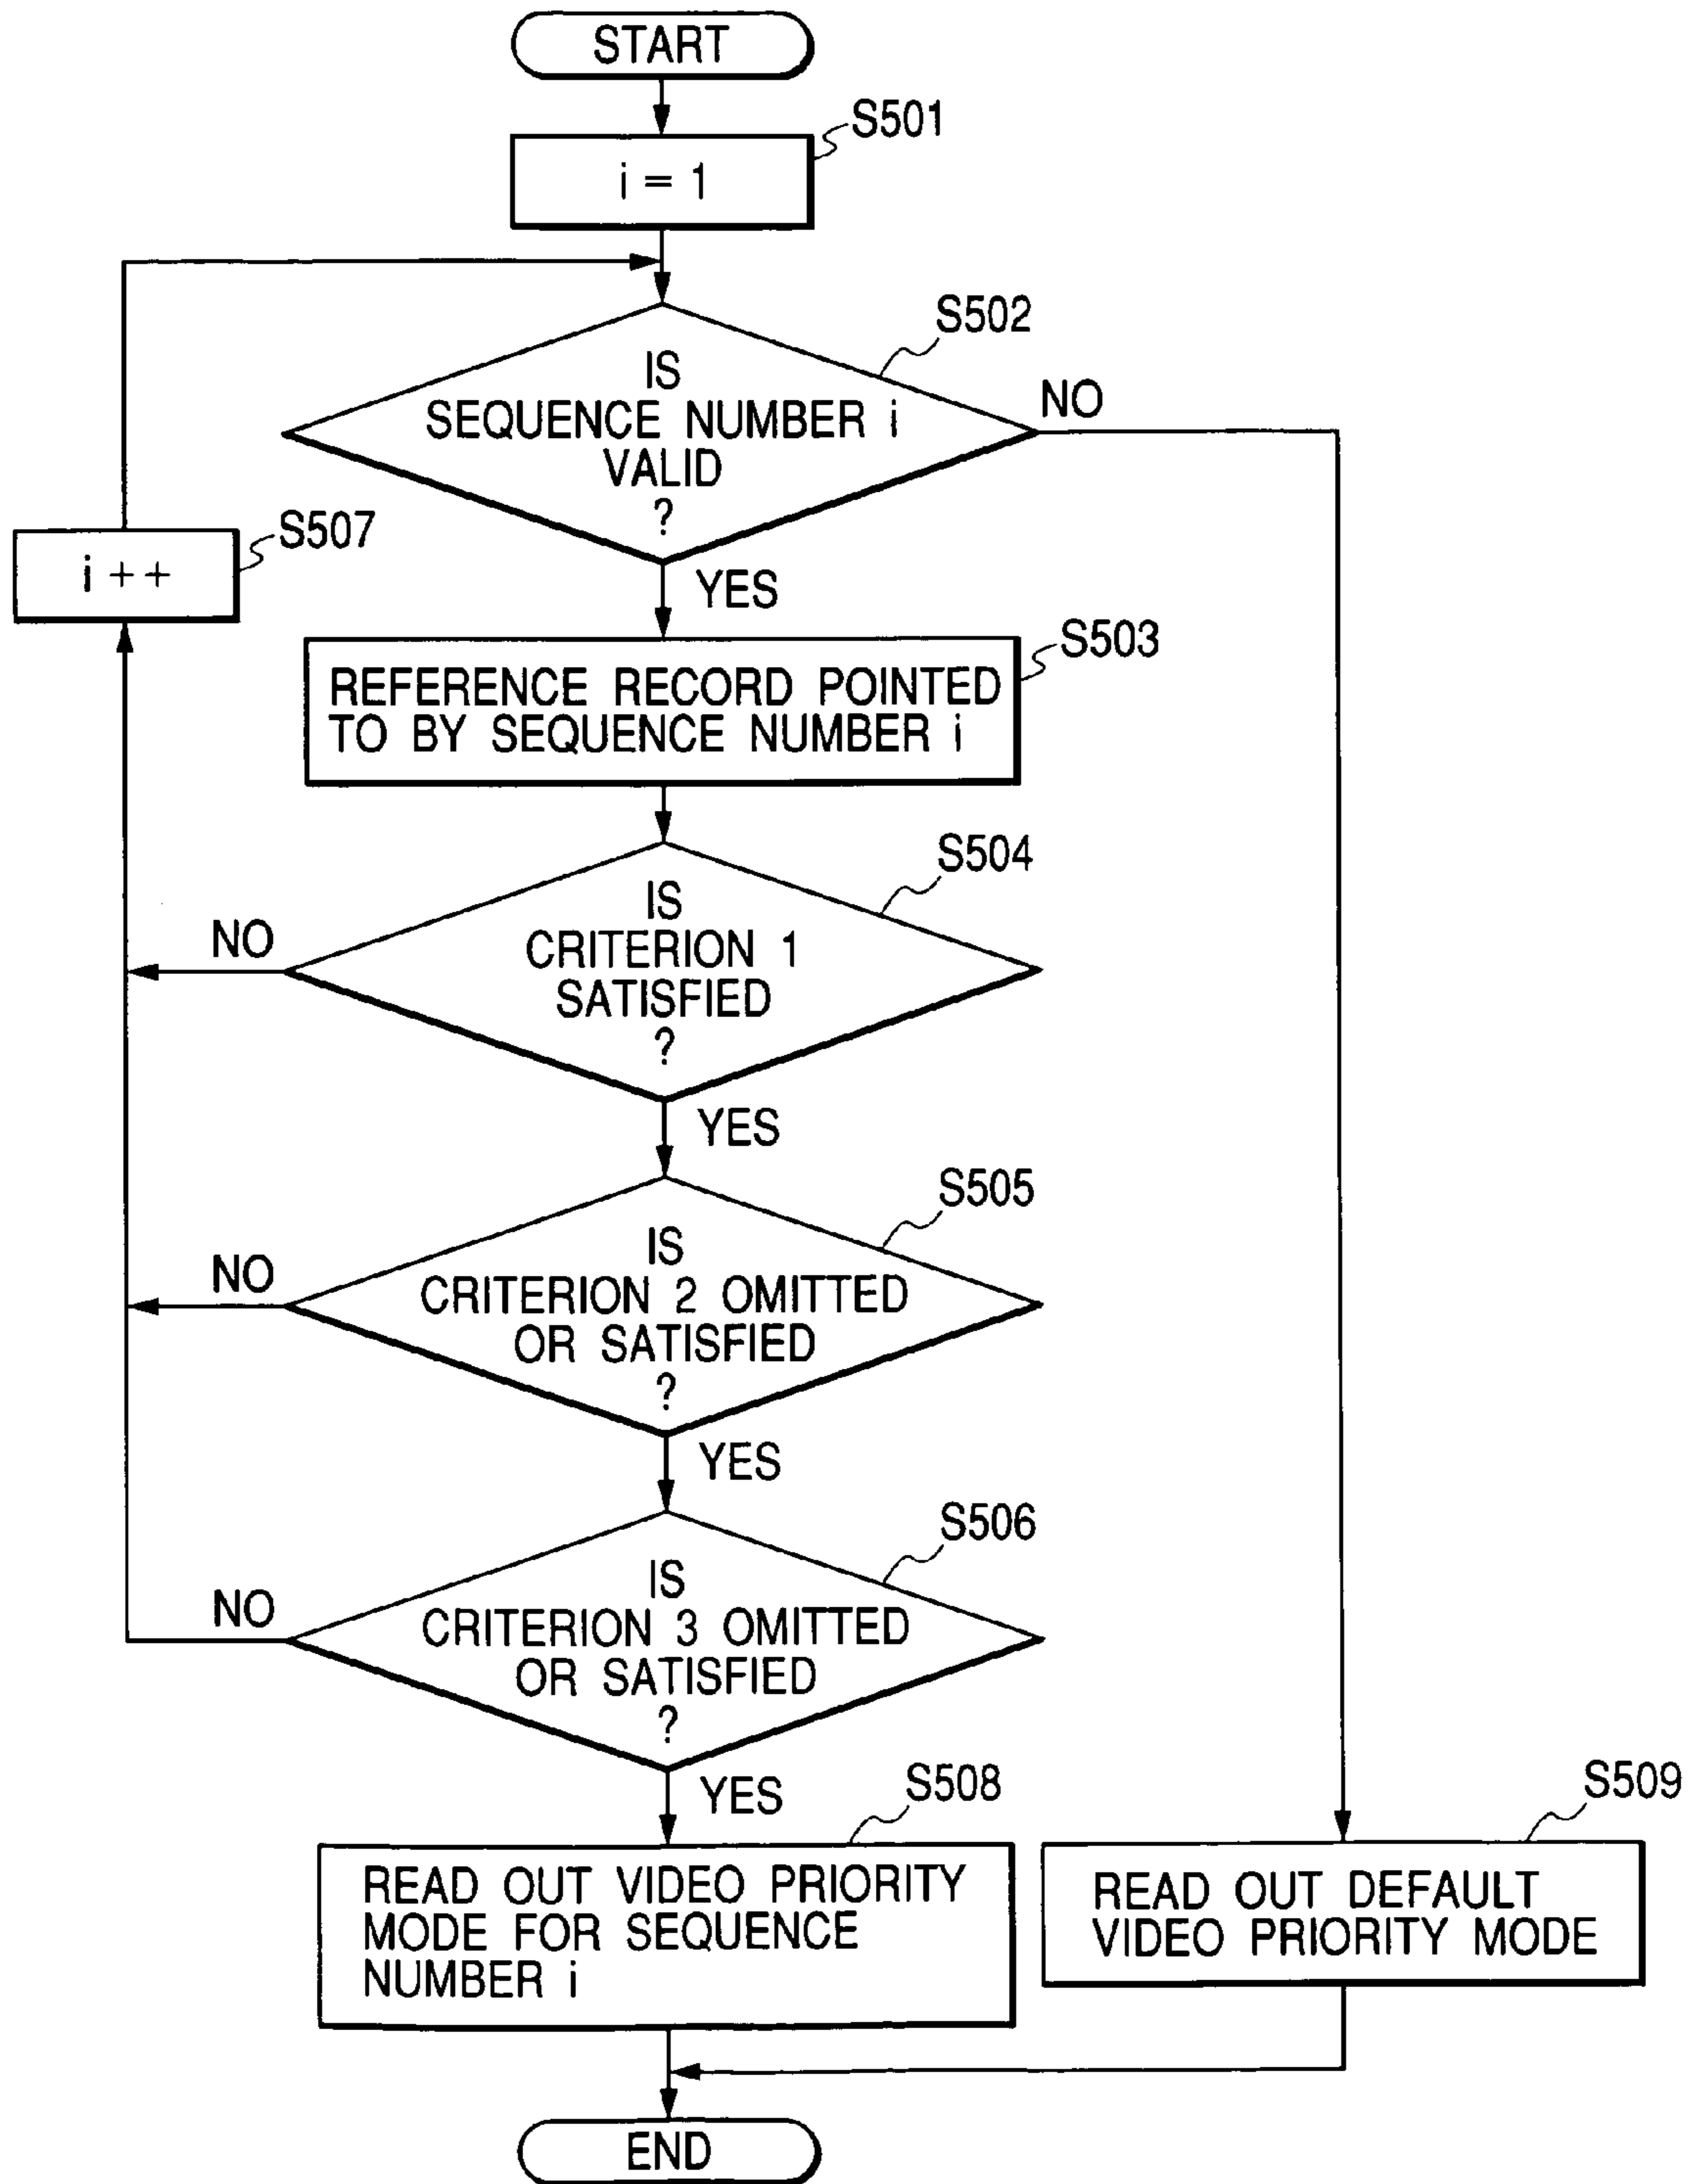 START
S501
i = 1
S502
IS
SEQUENCE NUMBER i
VALID
?
NO
YES
S507
i + +
S503
REFERENCE RECORD POINTED
TO BY SEQUENCE NUMBER i
S504
IS
CRITERION 1
SATISFIED
?
NO
YES
S505
IS
CRITERION 2 OMITTED
OR SATISFIED
?
NO
YES
S506
IS
CRITERION 3 OMITTED
OR SATISFIED
?
NO
YES
S508
READ OUT VIDEO PRIORITY
MODE FOR SEQUENCE
NUMBER i
S509
READ OUT DEFAULT
VIDEO PRIORITY MODE
END